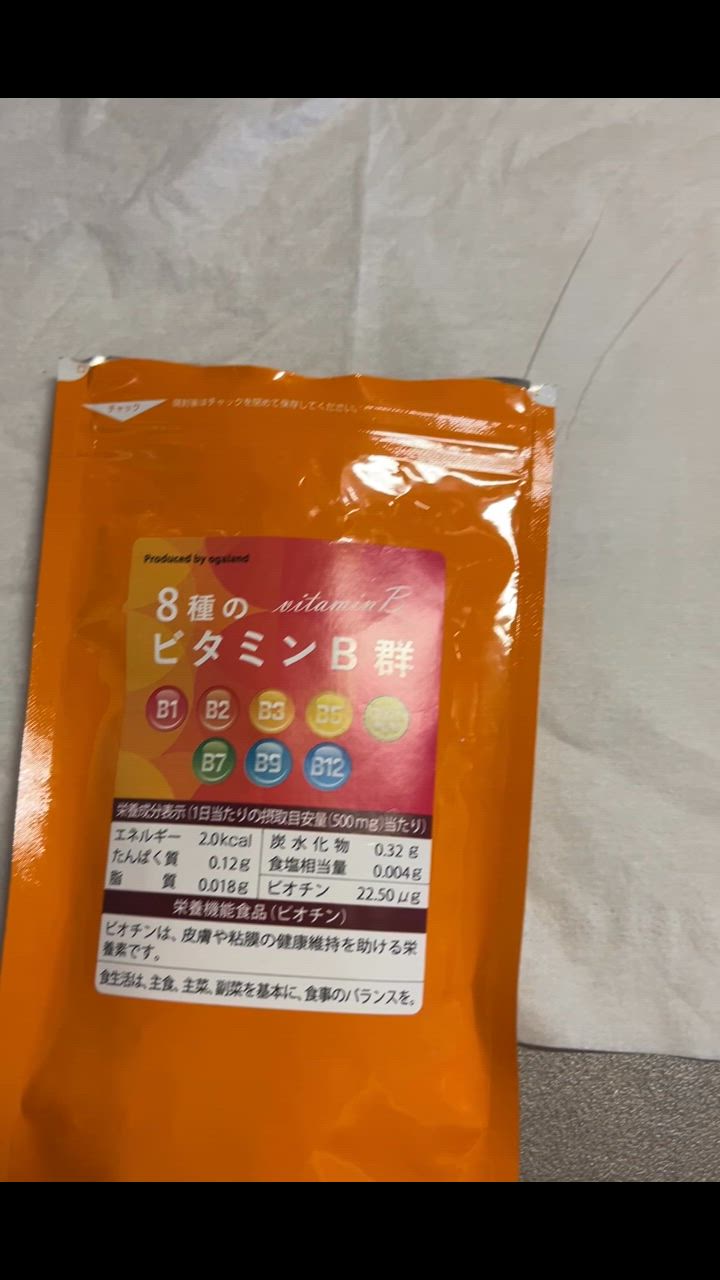 チャック 開封後はチャックを閉めて保存してください。
Produced by ogaland
8種の vitamin B
ビタミンB群
B1 B2 B3 B5 B6
B7 B9 B12
栄養成分表示(1日当たりの摂取目安量(500mg)当たり)
エネルギー 2.0kcal 炭水化物 0.32g
たんぱく質 0.12g 食塩相当量 0.004g
脂質 0.018g ビオチン 22.50μg
栄養機能食品(ビオチン)
ビオチンは、皮膚や粘膜の健康維持を助ける栄
養素です。
食生活は、主食、主菜、副菜を基本に、食事のバランスを。